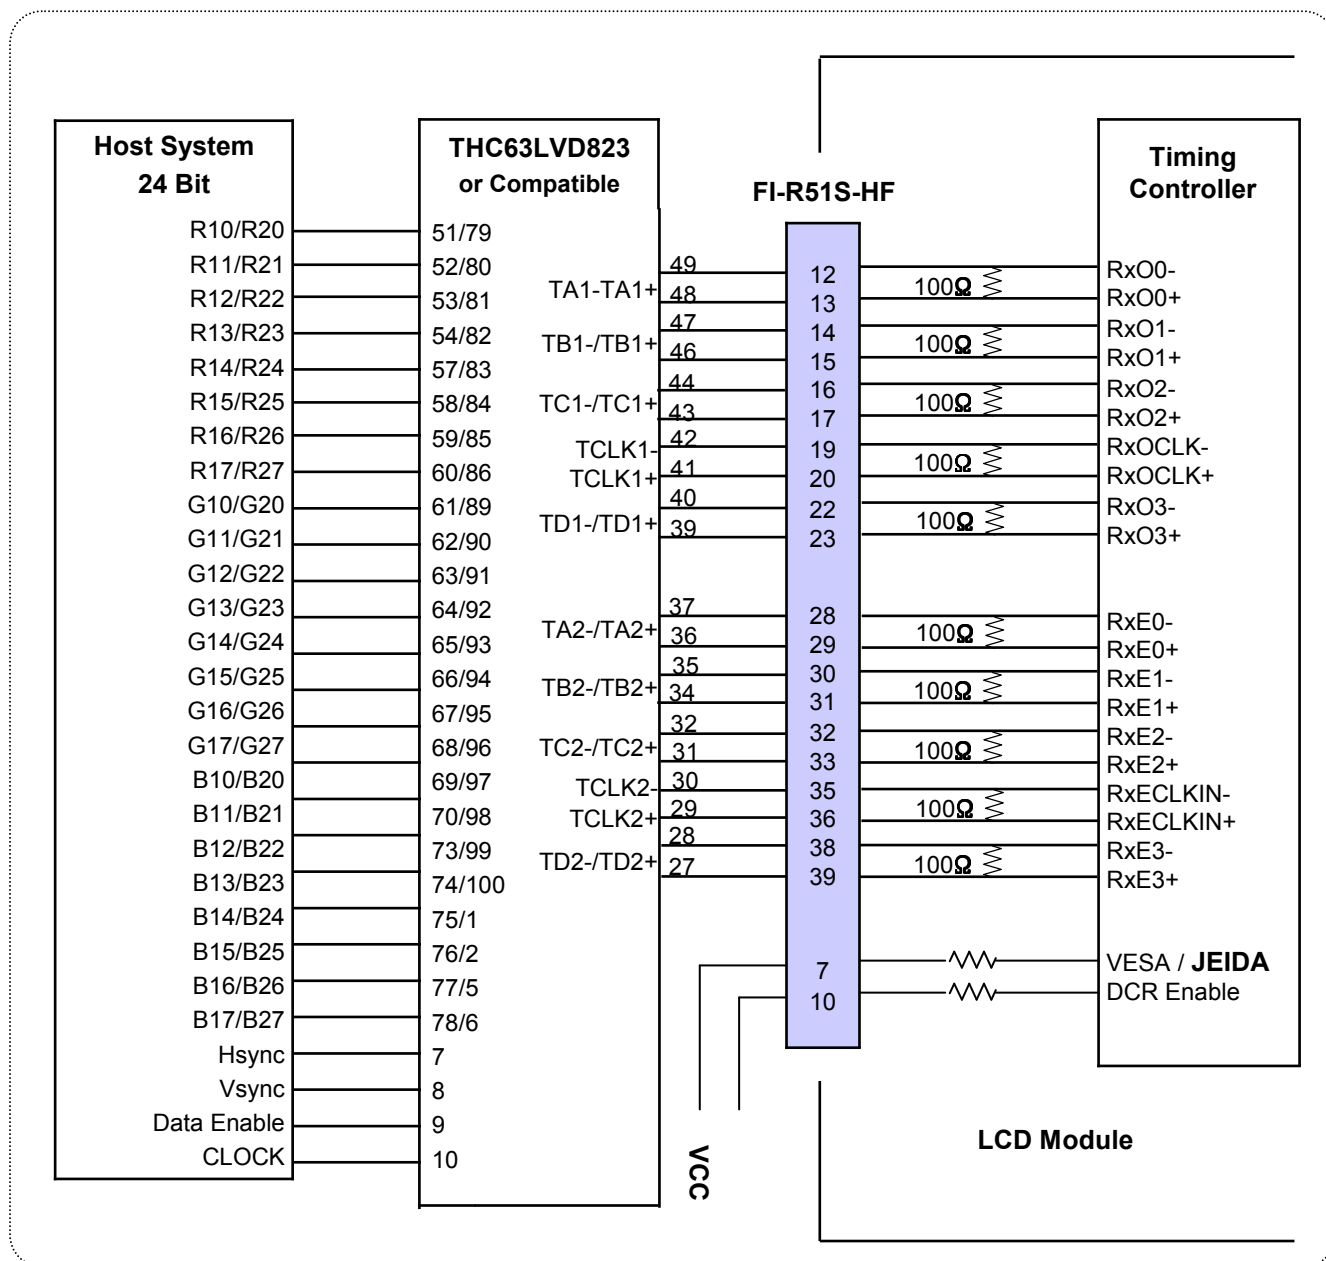 Host System
24 Bit
R10/R20
R11/R21
R12/R22
R13/R23
R14/R24
R15/R25
R16/R26
R17/R27
G10/G20
G11/G21
G12/G22
G13/G23
G14/G24
G15/G25
G16/G26
G17/G27
B10/B20
B11/B21
B12/B22
B13/B23
B14/B24
B15/B25
B16/B26
B17/B27
Hsync
Vsync
Data Enable
CLOCK
THC63LVD823
or Compatible
51/79
52/80
53/81
54/82
57/83
58/84
59/85
60/86
61/89
62/90
63/91
64/92
65/93
66/94
67/95
68/96
69/97
70/98
73/99
74/100
75/1
76/2
77/5
78/6
7
8
9
10
TA1-TA1+
TB1-/TB1+
TC1-/TC1+
TCLK1-
TCLK1+
TD1-/TD1+
TA2-/TA2+
TB2-/TB2+
TC2-/TC2+
TCLK2-
TCLK2+
TD2-/TD2+
49
48
47
46
44
43
42
41
40
39
37
36
35
34
32
31
30
29
28
27
VCC
FI-R51S-HF
12
13
14
15
16
17
19
20
22
23
28
29
30
31
32
33
35
36
38
39
7
10
100Ω
100Ω
100Ω
100Ω
100Ω
100Ω
100Ω
100Ω
100Ω
100Ω
Timing
Controller
RxO0-
RxO0+
RxO1-
RxO1+
RxO2-
RxO2+
RxOCLK-
RxOCLK+
RxO3-
RxO3+
RxE0-
RxE0+
RxE1-
RxE1+
RxE2-
RxE2+
RxECLKIN-
RxECLKIN+
RxE3-
RxE3+
VESA / JEIDA
DCR Enable
LCD Module